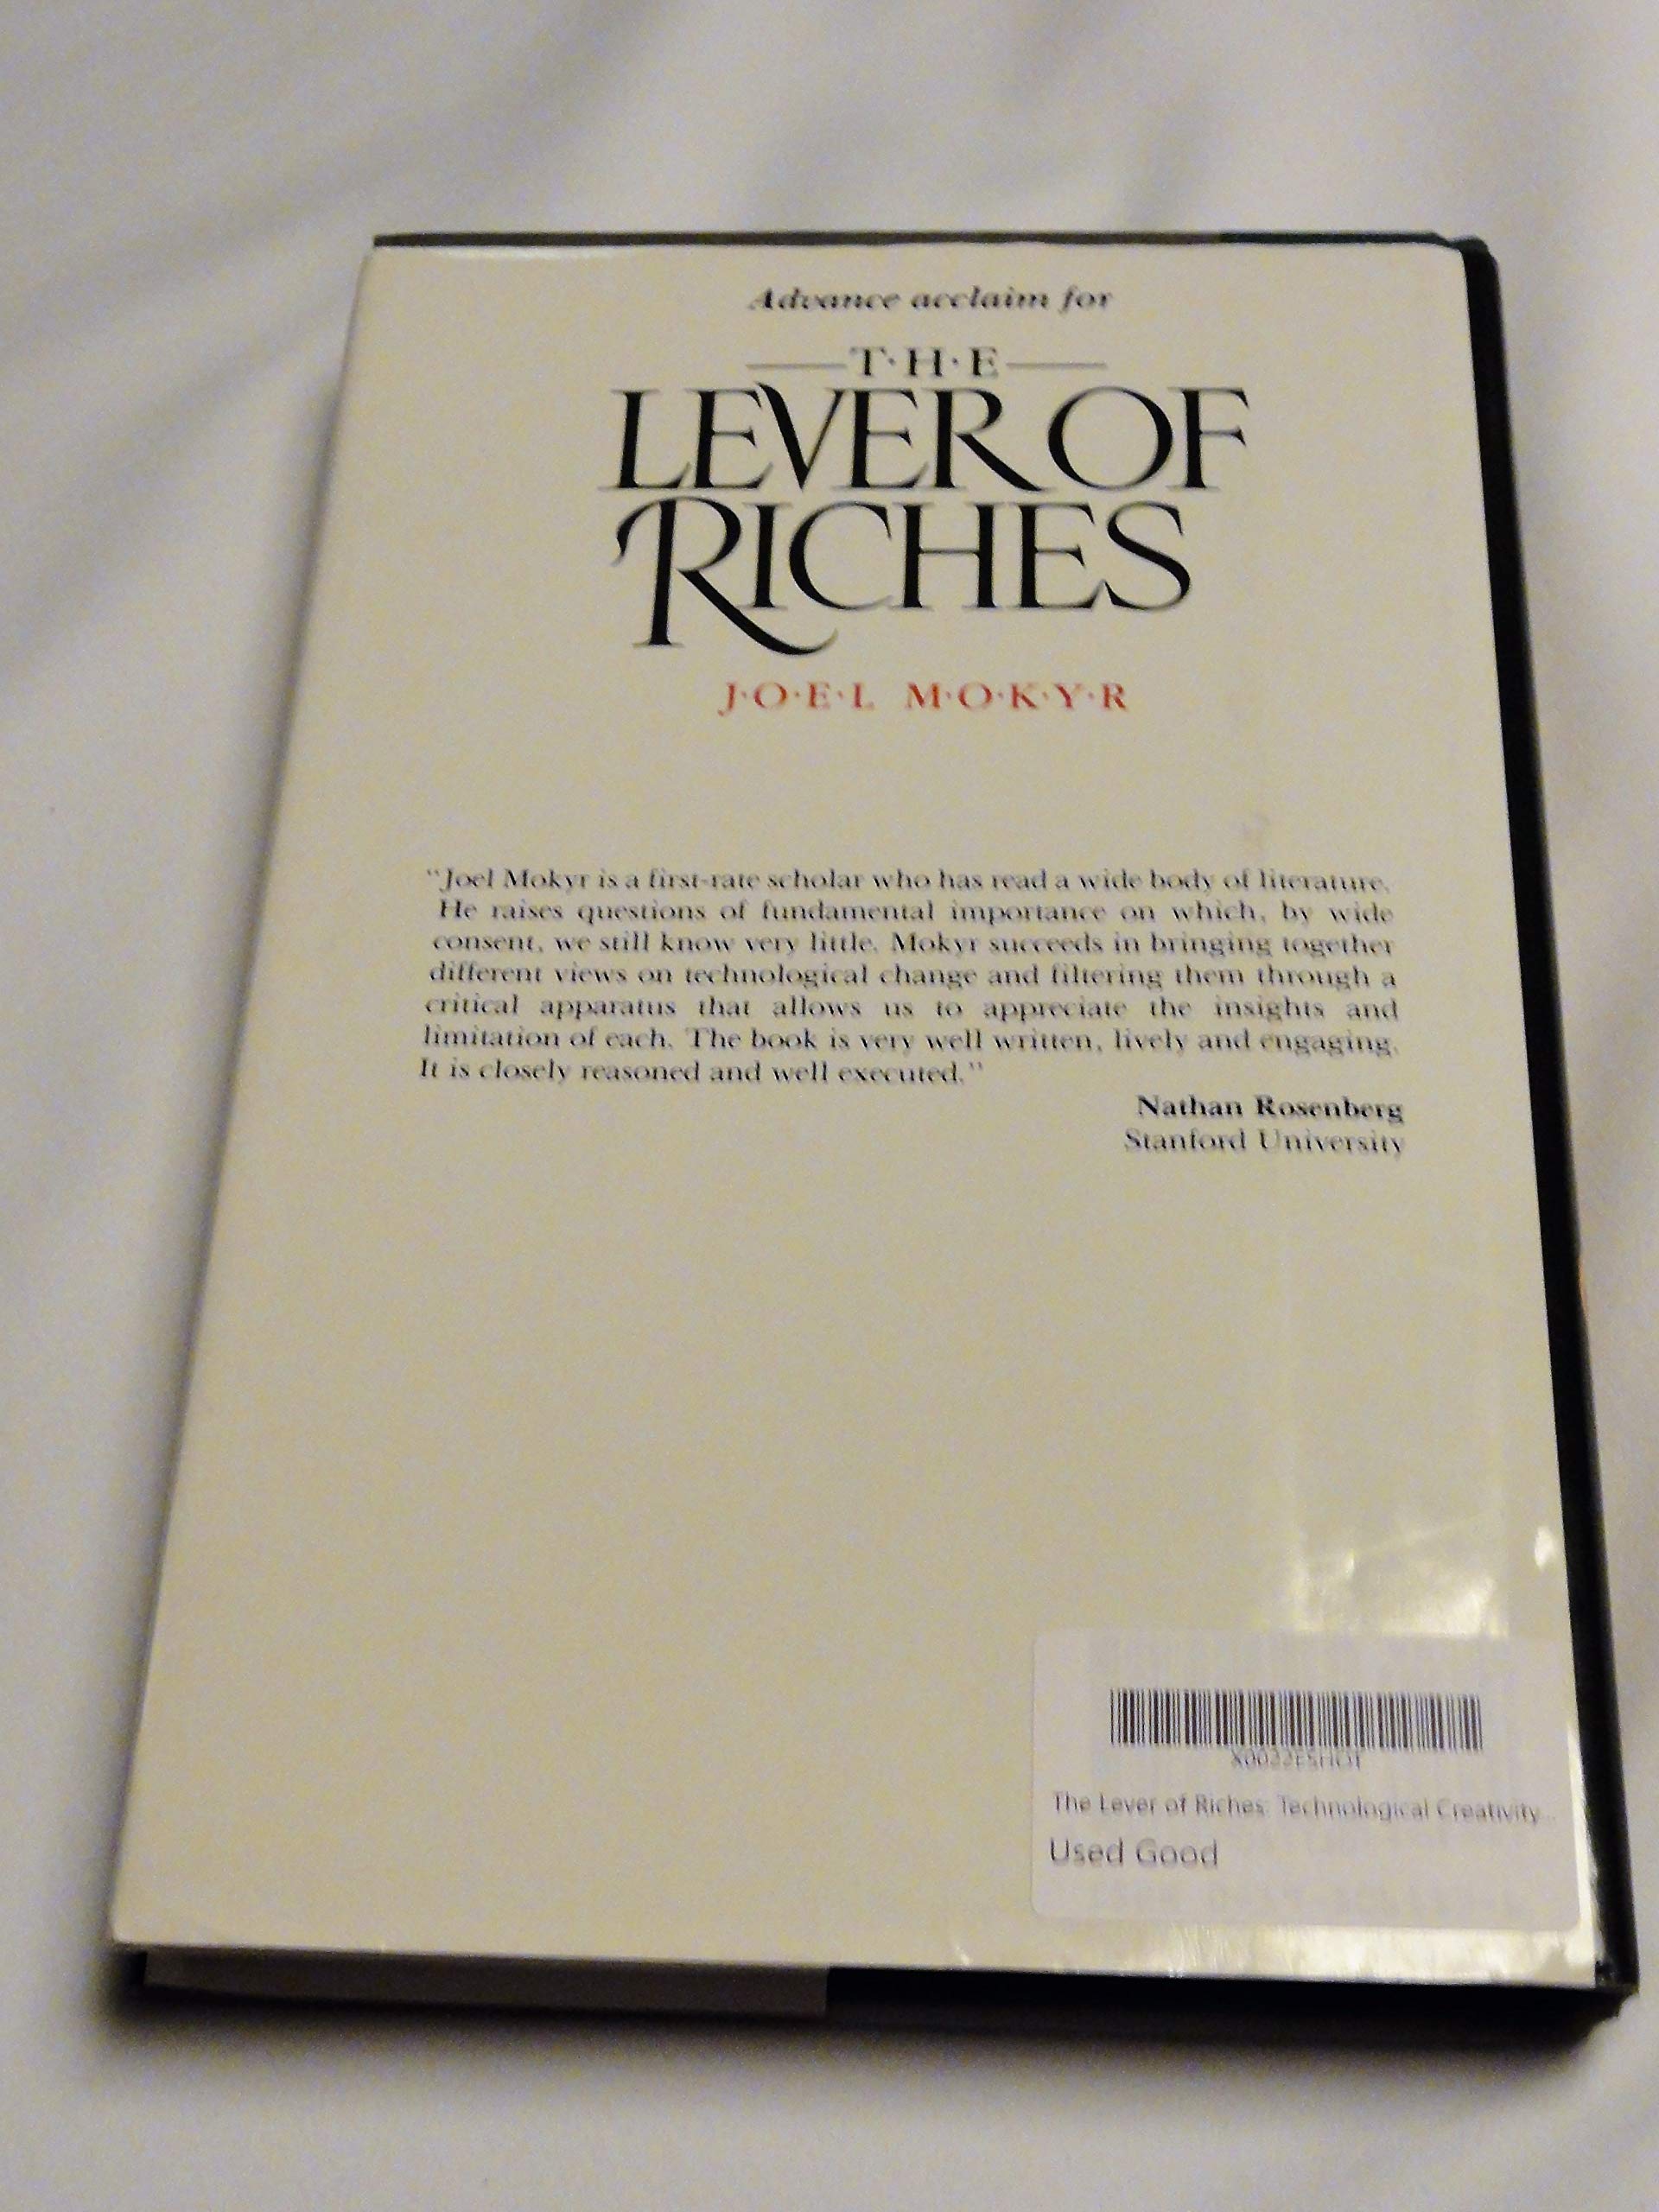 Advance acclaim for
T·H·E
LEVER OF
RICHES
J·O·E·L M·O·K·Y·R
"Joel Mokyr is a first-rate scholar who has read a wide body of literature.
He raises questions of fundamental importance on which, by wide
consent, we still know very little. Mokyr succeeds in bringing together
different views on technological change and filtering them through a
critical apparatus that allows us to appreciate the insights and
limitation of each. The book is very well written, lively and engaging.
It is closely reasoned and well executed."
Nathan Rosenberg
Stanford University
The Lever of Riches: Technological Creativity...
Used Good